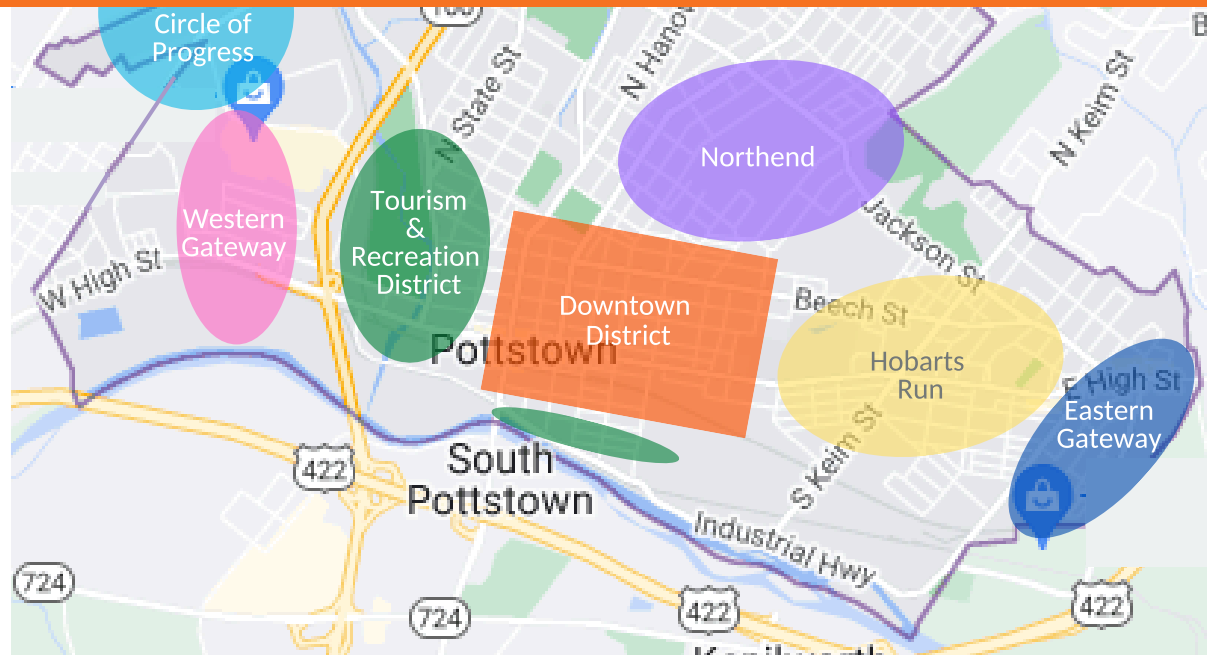 Circle of
Progress
100
N State St
N Hanov
N Keim St
B
Northend
Western
Gateway
Tourism
&
Recreation
District
Jackson St
W High St
Beech St
Downtown
District
Pottstown
Hobarts
Run
E High St
Eastern
Gateway
S Keim St
422
South
Pottstown
Industrial Hwy
724
724
422
422
Kenilworth